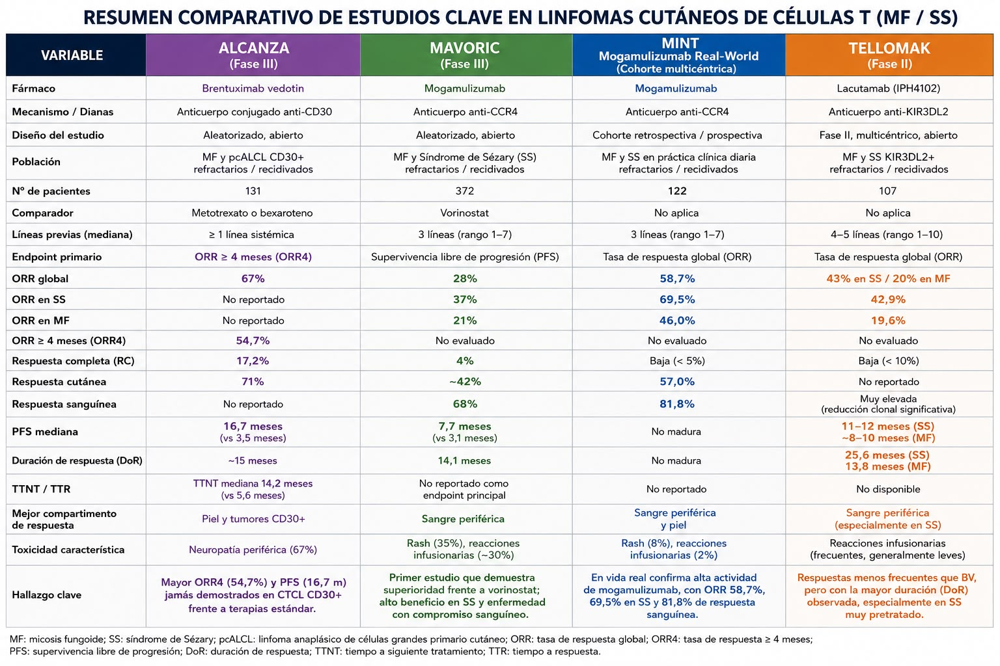 RESUMEN COMPARATIVO DE ESTUDIOS CLAVE EN LINFOMAS CUTÁNEOS DE CÉLULAS T (MF / SS)
VARIABLE
ALCANZA
(Fase III)
MAVORIC
(Fase III)
MINT
Mogamulizumab Real-World
(Cohorte multicéntrica)
TELLOMAK
(Fase II)
Fármaco
Brentuximab vedotin
Mogamulizumab
Mogamulizumab
Lacutamab (IPH4102)
Mecanismo / Dianas
Anticuerpo conjugado anti-CD30
Anticuerpo anti-CCR4
Anticuerpo anti-CCR4
Anticuerpo anti-KIR3DL2
Diseño del estudio
Aleatorizado, abierto
Aleatorizado, abierto
Cohorte retrospectiva / prospectiva
Fase II, multicéntrico, abierto
Población
MF y pcALCL CD30+
refractarios / recidivados
MF y Síndrome de Sézary (SS)
refractarios / recidivados
MF y SS en práctica clínica diaria
refractarios / recidivados
MF y SS KIR3DL2+
refractarios / recidivados
Nº de pacientes
131
372
122
107
Comparador
Metotrexato o bexaroteno
Vorinostat
No aplica
No aplica
Líneas previas (mediana)
≥ 1 línea sistémica
3 líneas (rango 1–7)
3 líneas (rango 1–7)
4–5 líneas (rango 1–10)
Endpoint primario
ORR ≥ 4 meses (ORR4)
Supervivencia libre de progresión (PFS)
Tasa de respuesta global (ORR)
Tasa de respuesta global (ORR)
ORR global
67%
28%
58,7%
43% en SS / 20% en MF
ORR en SS
No reportado
37%
69,5%
42,9%
ORR en MF
No reportado
21%
46,0%
19,6%
ORR ≥ 4 meses (ORR4)
54,7%
No evaluado
No evaluado
No evaluado
Respuesta completa (RC)
17,2%
4%
Baja (< 5%)
Baja (< 10%)
Respuesta cutánea
71%
~42%
57,0%
No reportado
Respuesta sanguínea
No reportado
68%
81,8%
Muy elevada
(reducción clonal significativa)
PFS mediana
16,7 meses
(vs 3,5 meses)
7,7 meses
(vs 3,1 meses)
No madura
11–12 meses (SS)
~8–10 meses (MF)
Duración de respuesta (DoR)
~15 meses
14,1 meses
No madura
25,6 meses (SS)
13,8 meses (MF)
TTNT / TTR
TTNT mediana 14,2 meses
(vs 5,6 meses)
No reportado como
endpoint principal
No reportado
No disponible
Mejor compartimento
de respuesta
Piel y tumores CD30+
Sangre periférica
Sangre periférica
y piel
Sangre periférica
(especialmente en SS)
Toxicidad característica
Neuropatía periférica (67%)
Rash (35%), reacciones
infusionarias (~30%)
Rash (8%), reacciones
infusionarias (2%)
Reacciones infusionarias
(frecuentes, generalmente leves)
Hallazgo clave
Mayor ORR4 (54,7%) y PFS (16,7 m)
jamás demostrados en CTCL CD30+
frente a terapias estándar.
Primer estudio que demuestra
superioridad frente a vorinostat;
alto beneficio en SS y enfermedad
con compromiso sanguíneo.
En vida real confirma alta actividad
de mogamulizumab, con ORR 58,7%,
69,5% en SS y 81,8% de respuesta
sanguínea.
Respuestas menos frecuentes que BV,
pero con la mayor duración (DoR)
observada, especialmente en SS
muy pretratado.
MF: micosis fungoide; SS: síndrome de Sézary; pcALCL: linfoma anaplásico de células grandes primario cutáneo; ORR: tasa de respuesta global; ORR4: tasa de respuesta ≥ 4 meses;
PFS: supervivencia libre de progresión; DoR: duración de respuesta; TTNT: tiempo a siguiente tratamiento; TTR: tiempo a respuesta.